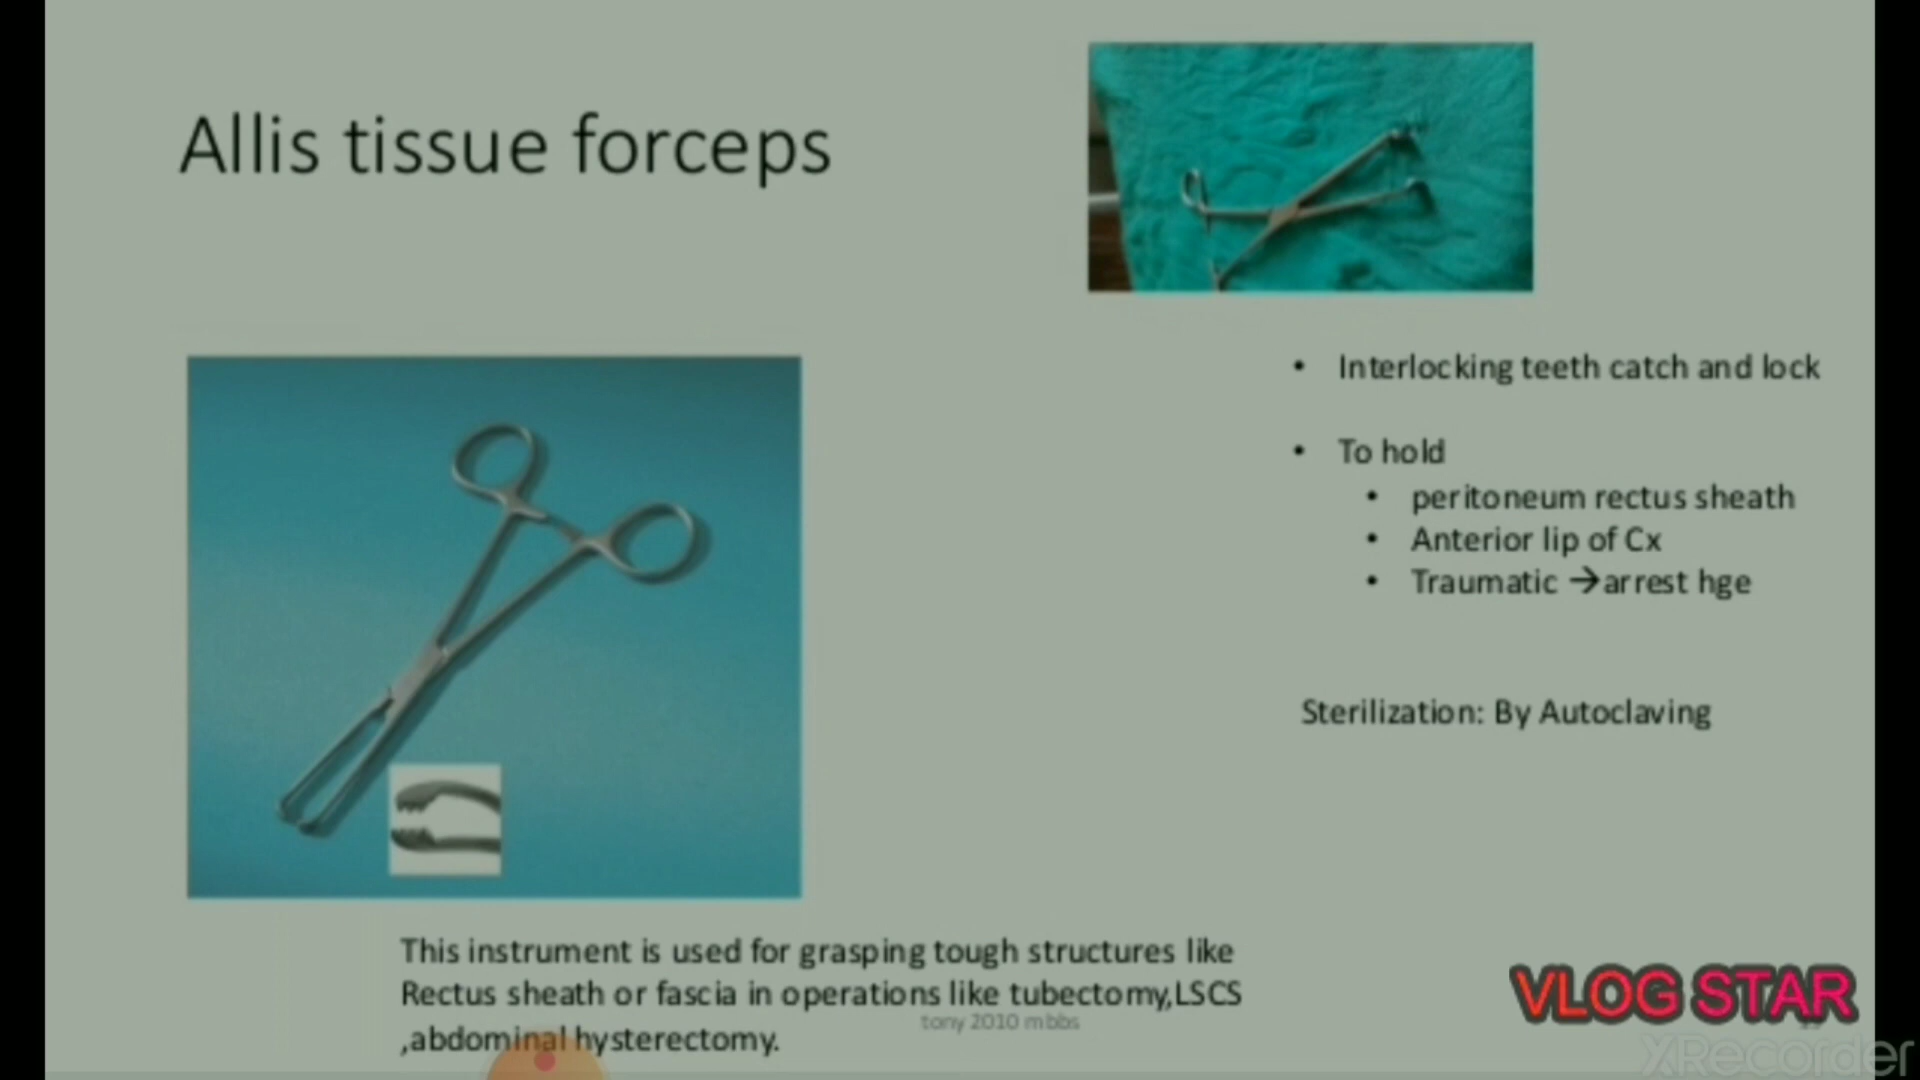 Allis tissue forceps
• Interlocking teeth catch and lock
• To hold
• peritoneum rectus sheath
• Anterior lip of Cx
• Traumatic →arrest hge
Sterilization: By Autoclaving
This instrument is used for grasping tough structures like
Rectus sheath or fascia in operations like tubectomy,LSCS
,abdominal hysterectomy.
tony 2010 mbbs
VLOG STAR
XRecorder